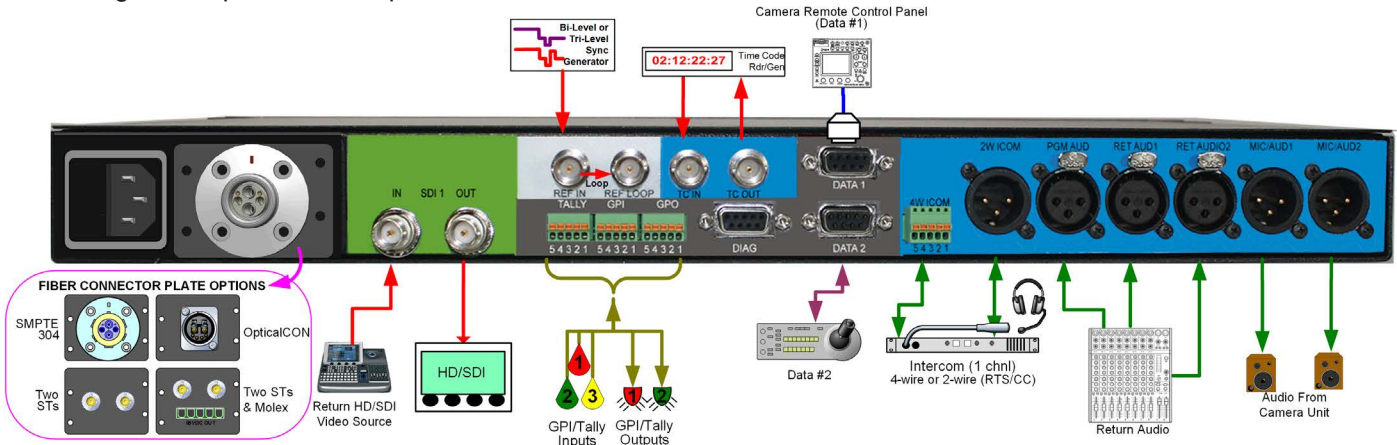 Camera Remote Control Panel
(Data #1)
Bi-Level or
Tri-Level
Sync
Generator
02:12:22:27
Time Code
Rdr/Gen
IN
SDI 1
OUT
Loop
REF IN
REF LOOP
TC IN
TC OUT
TALLY
GPI
GPO
5 4 3 2 1
5 4 3 2 1
5 4 3 2 1
DIAG
DATA 1
DATA 2
4W ICOM
5 4 3 2 1
2W ICOM
PGM AUD
RET AUD1
RET AUDIO2
MIC/AUD1
MIC/AUD2
FIBER CONNECTOR PLATE OPTIONS
SMPTE
304
OpticalCON
Two
STs
Two STs
& Molex
Return HD/SDI
Video Source
HD/SDI
1
2
3
1
2
GPI/Tally
Inputs
GPI/Tally
Outputs
Data #2
Intercom (1 chnl)
4-wire or 2-wire (RTS/CC)
Return Audio
Audio From
Camera Unit